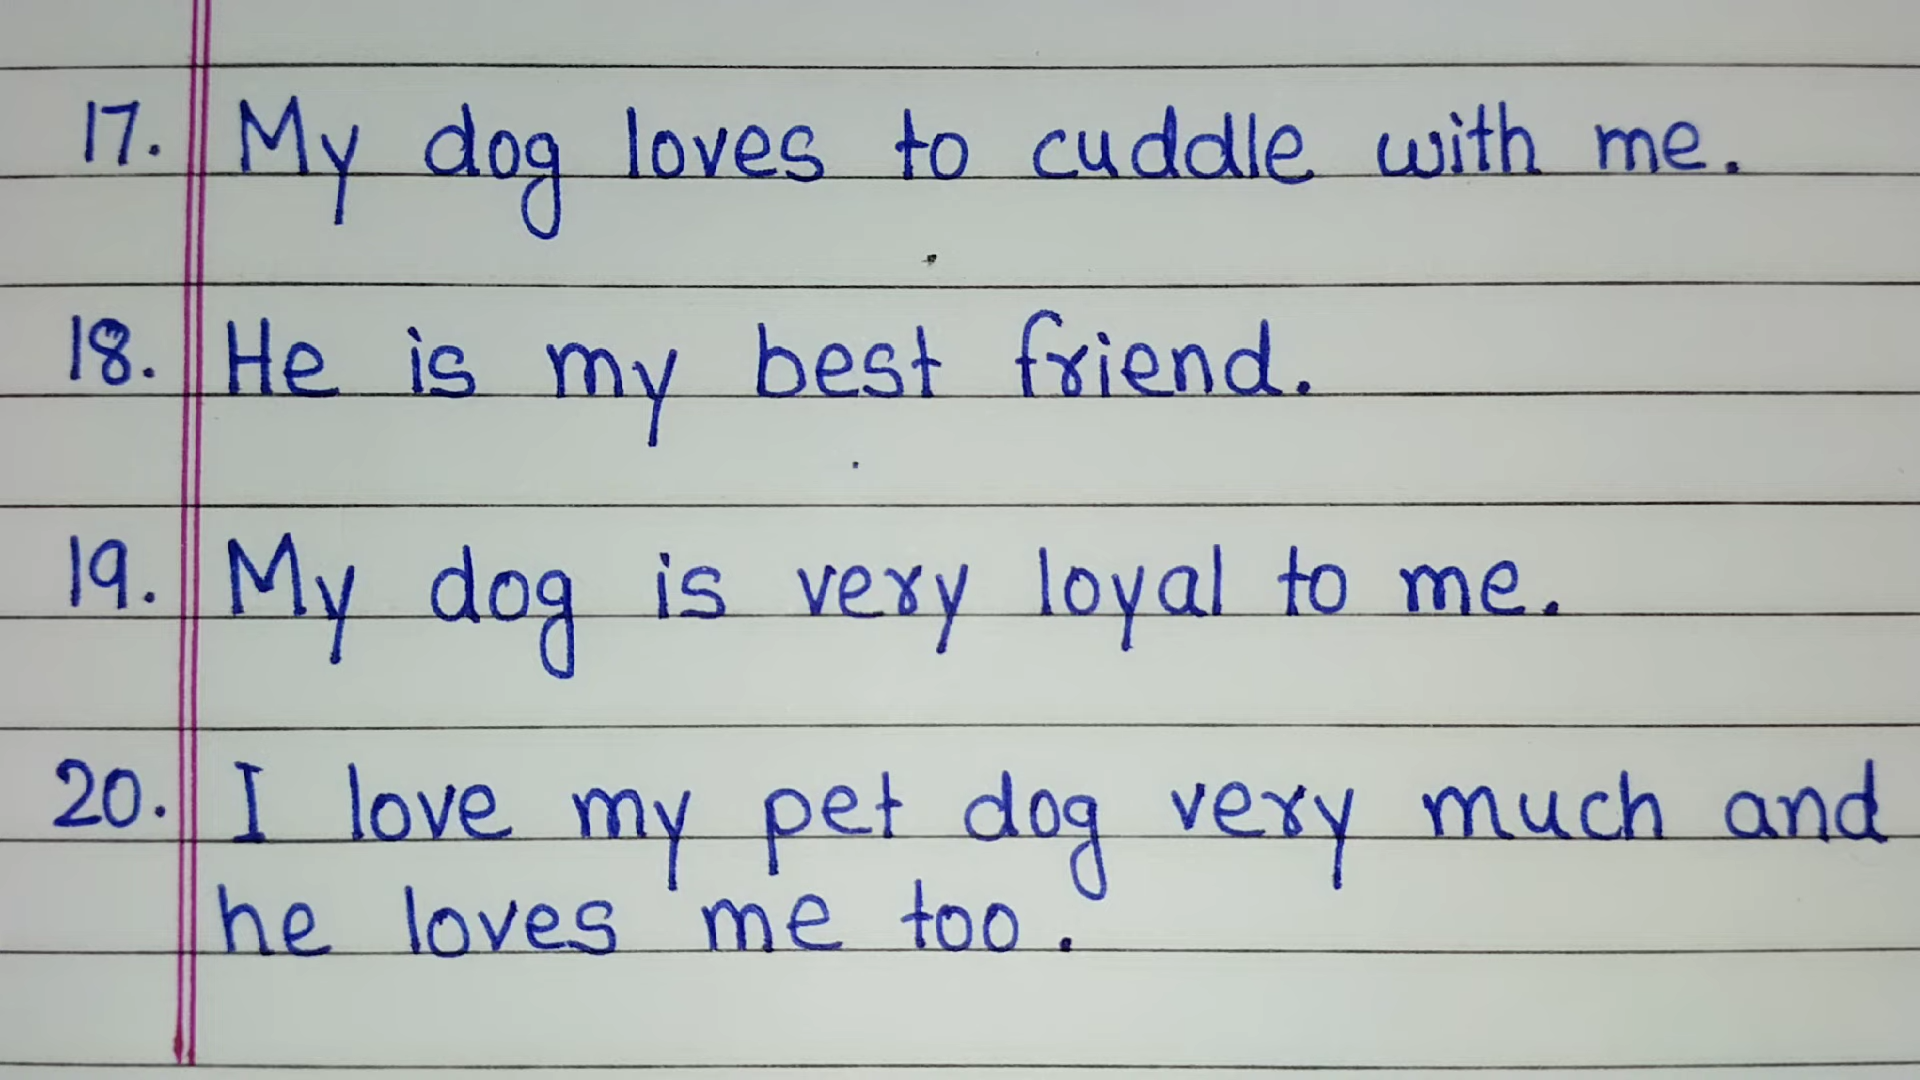 17. My dog loves to cuddle with me.
18. He is my best friend.
19. My dog is very loyal to me.
20. I love my pet dog very much and
he loves me too.